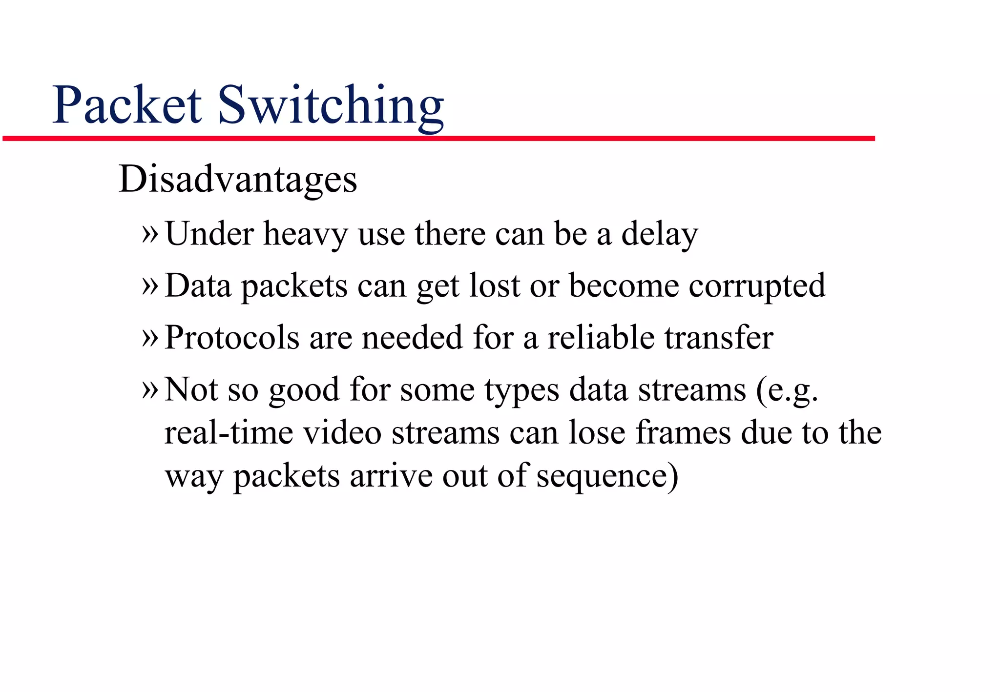 Packet Switching
Disadvantages
» Under heavy use there can be a delay
» Data packets can get lost or become corrupted
» Protocols are needed for a reliable transfer
» Not so good for some types data streams (e.g.
real-time video streams can lose frames due to the
way packets arrive out of sequence)